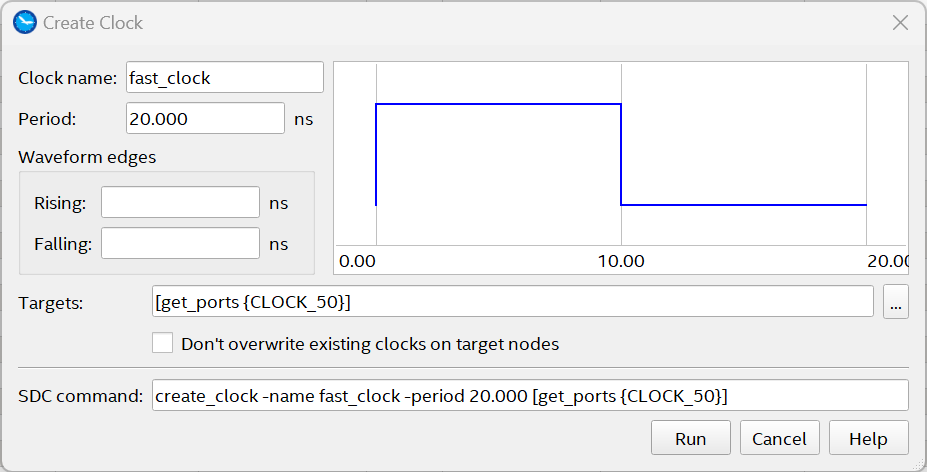 Create Clock
Clock name: fast_clock
Period: 20.000 ns
Waveform edges
Rising: ns
Falling: ns
0.00 10.00 20.00
Targets: [get_ports {CLOCK_50}] ...
Don't overwrite existing clocks on target nodes
SDC command: create_clock -name fast_clock -period 20.000 [get_ports {CLOCK_50}]
Run Cancel Help